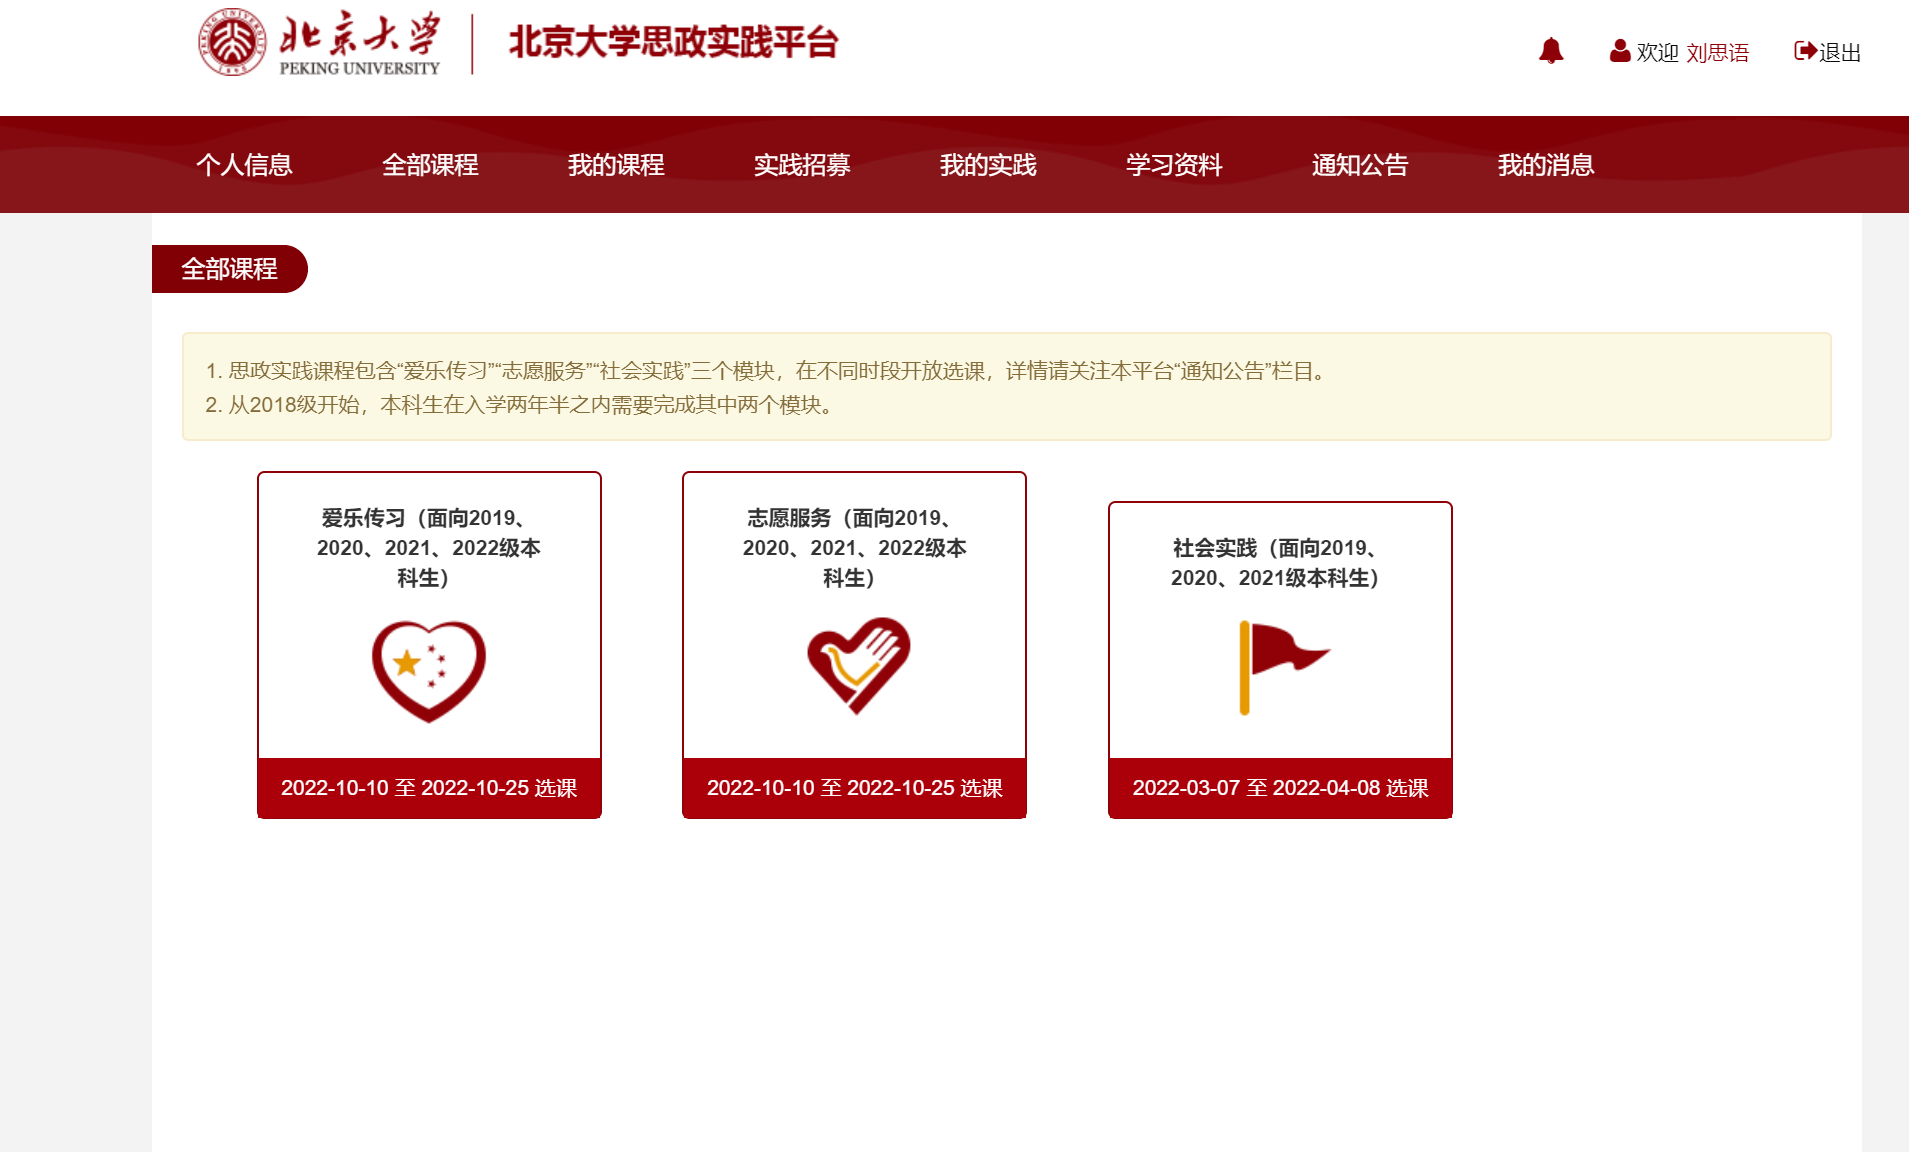 北京大学
PEKING UNIVERSITY
北京大学思政实践平台
欢迎 刘思语
退出
个人信息
全部课程
我的课程
实践招募
我的实践
学习资料
通知公告
我的消息
全部课程
1. 思政实践课程包含“爱乐传习”“志愿服务”“社会实践”三个模块，在不同时段开放选课，详情请关注本平台“通知公告”栏目。
2. 从2018级开始，本科生在入学两年半之内需要完成其中两个模块。
爱乐传习（面向2019、
2020、2021、2022级本
科生）
2022-10-10 至 2022-10-25 选课
志愿服务（面向2019、
2020、2021、2022级本
科生）
2022-10-10 至 2022-10-25 选课
社会实践（面向2019、
2020、2021级本科生）
2022-03-07 至 2022-04-08 选课